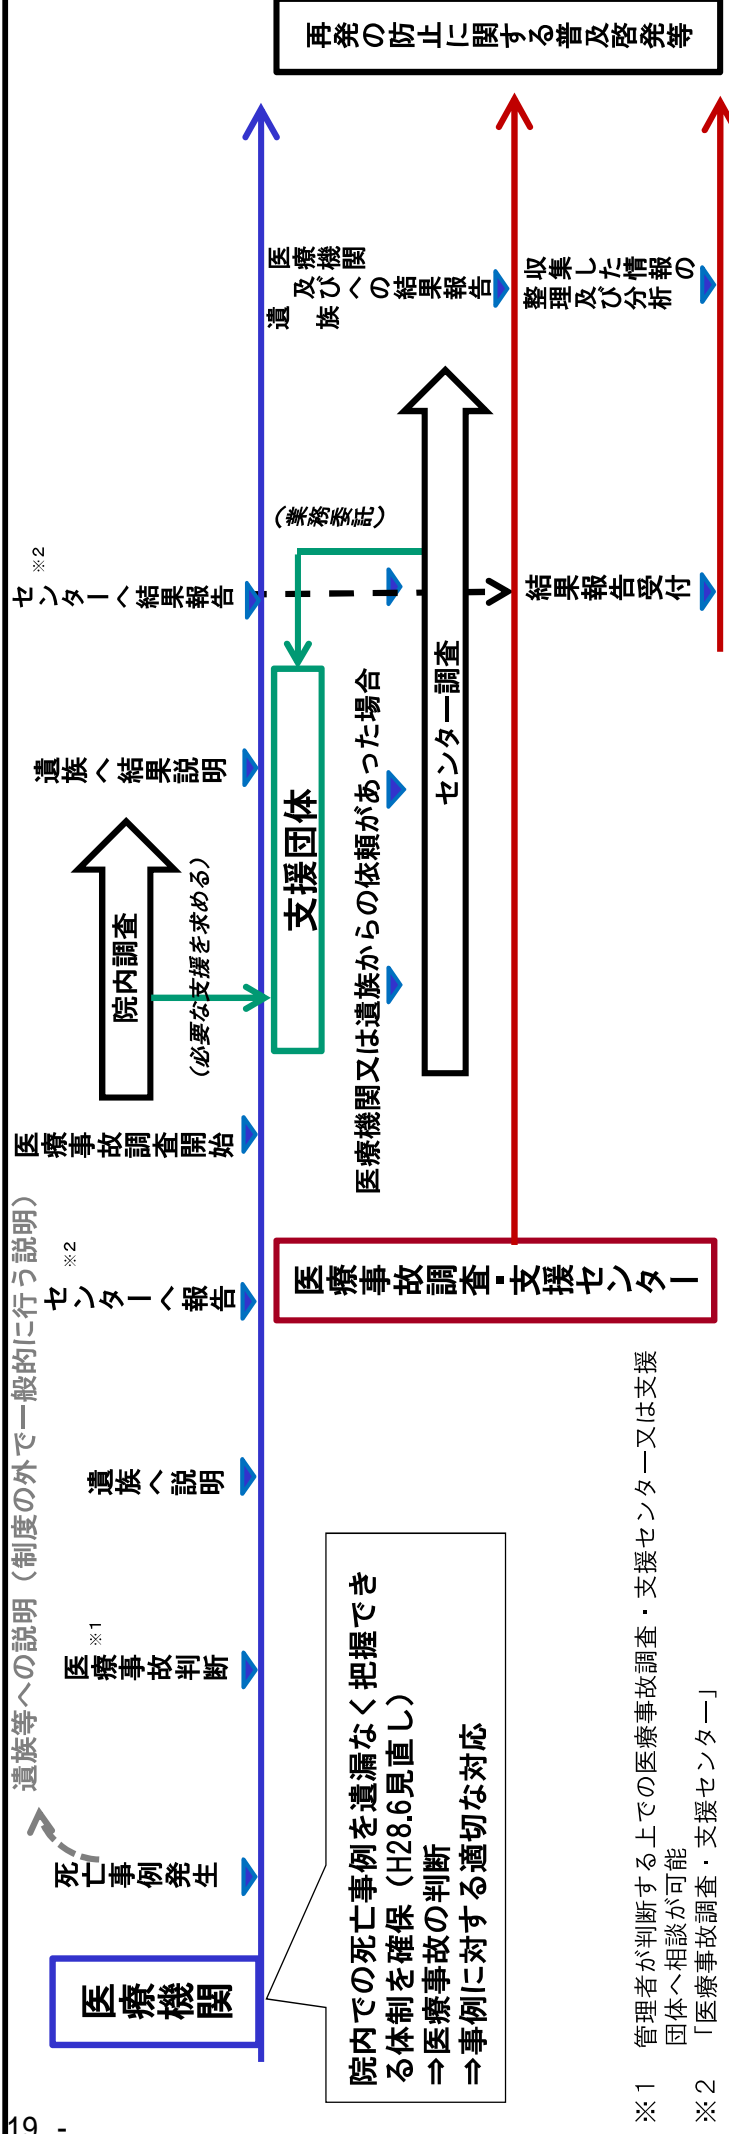 遺族等への説明（制度の外で一般的に行う説明）
医療機関
死亡事例発生
医療事故判断
※1
遺族へ説明
センターへ報告
※2
医療事故調査開始
院内調査
（必要な支援を求める）
遺族へ結果説明
センターへ結果報告
※2
支援団体
（業務委託）
医療機関又は遺族からの依頼があった場合
センター調査
医療機関
及びへの結果報告
遺族
医療事故調査・支援センター
結果報告受付
収集した情報の
整理及び分析
再発の防止に関する普及啓発等
院内での死亡事例を遺漏なく把握でき
る体制を確保（H28.6見直し）
⇒医療事故の判断
⇒事例に対する適切な対応
※1　管理者が判断する上での医療事故調査・支援センター又は支援
団体へ相談が可能
※2　「医療事故調査・支援センター」
19 -